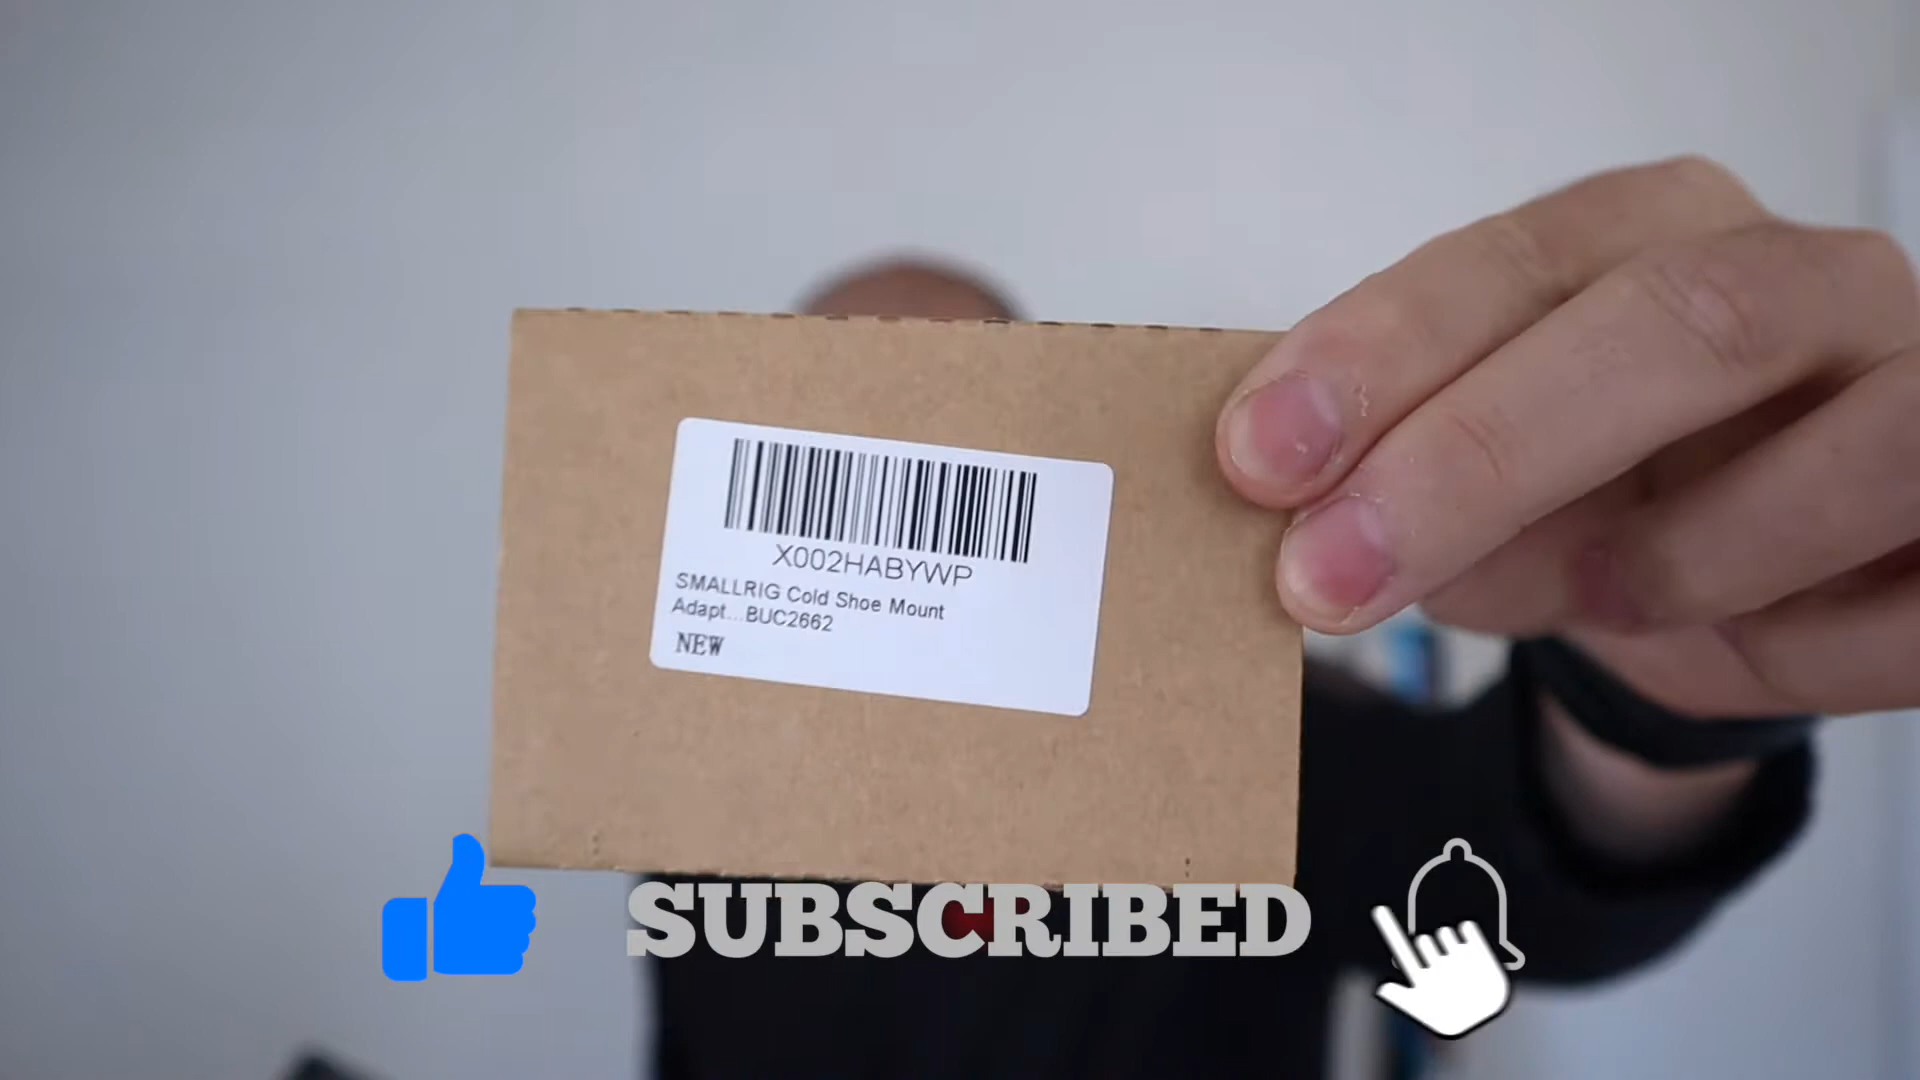 X002HABYWP
SMALLRIG Cold Shoe Mount
Adapt...BUC2662
NEW
SUBSCRIBED